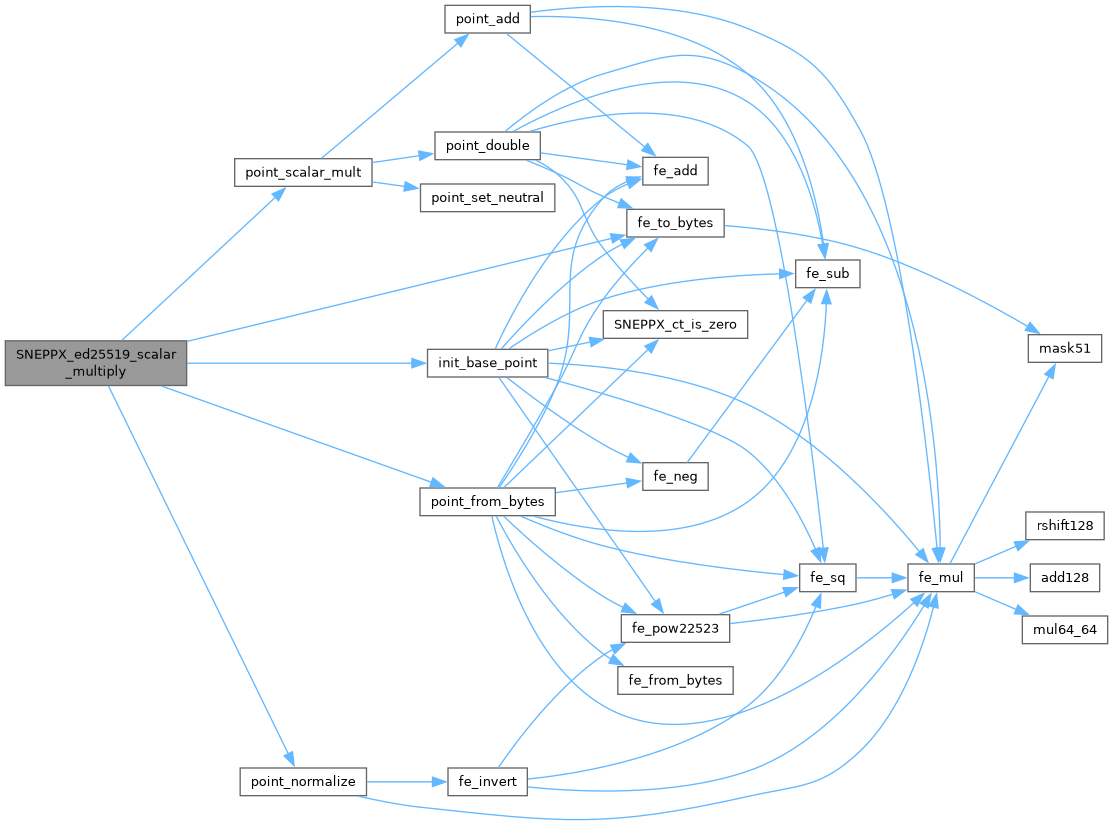 point_add
point_double
fe_add
point_scalar_mult
point_set_neutral
fe_to_bytes
fe_sub
SNEPPX_ct_is_zero
mask51
SNEPPX_ed25519_scalar
_multiply
init_base_point
fe_neg
point_from_bytes
rshift128
fe_sq
fe_mul
add128
fe_pow22523
mul64_64
fe_from_bytes
point_normalize
fe_invert